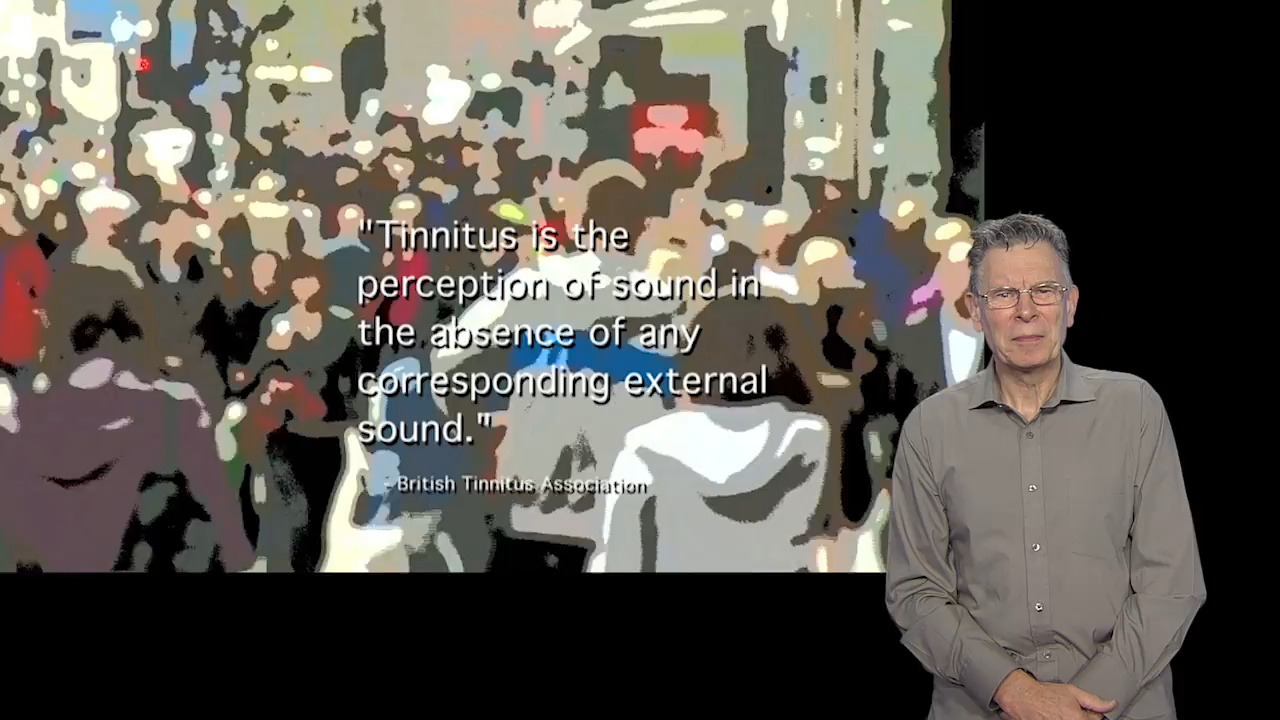 "Tinnitus is the
perception of sound in
the absence of any
corresponding external
sound."
- British Tinnitus Association